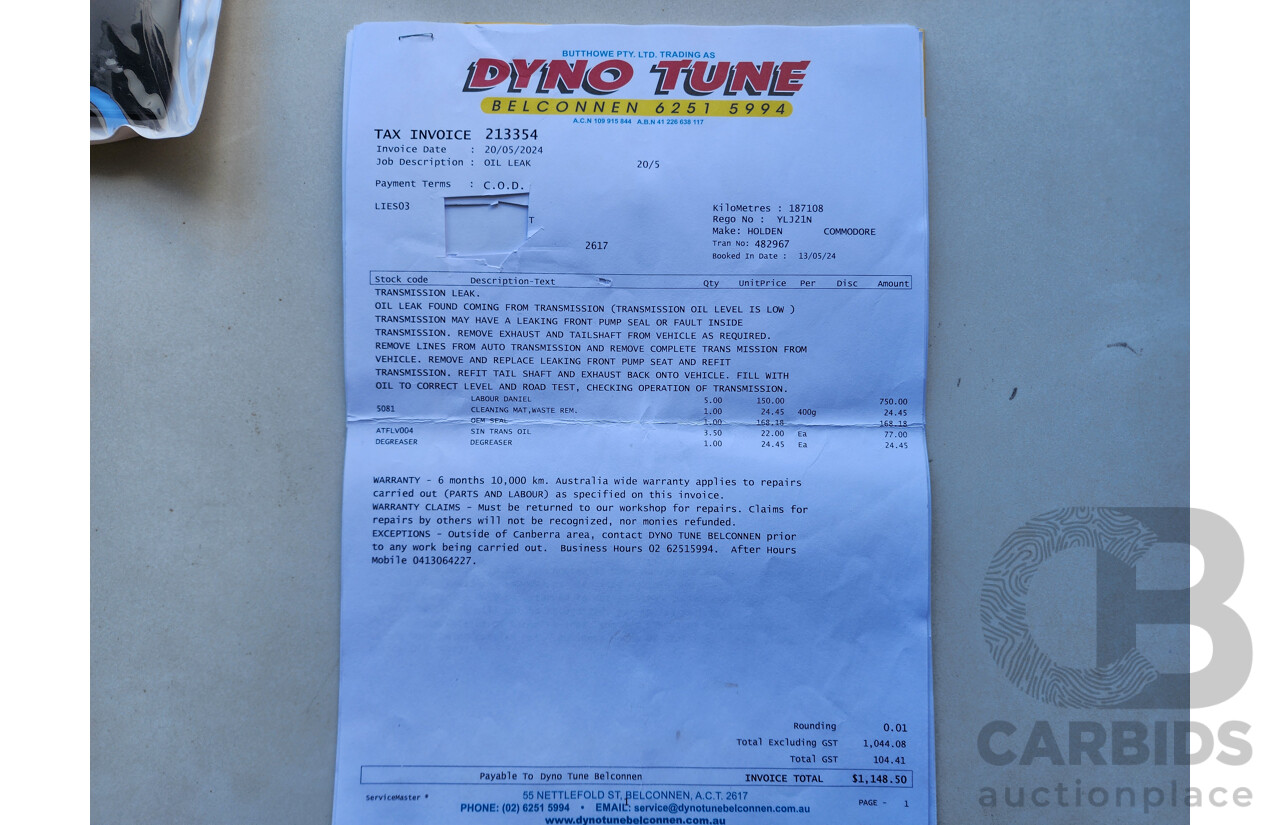 BUTTHOWE PTY. LTD. TRADING AS
DYNO TUNE
BELCONNEN 6251 5994
A.C.N 109 915 844 A.B.N 41 226 638 117
TAX INVOICE 213354
Invoice Date : 20/05/2024
Job Description : OIL LEAK 20/5
Payment Terms : C.O.D.
LIES03
T
2617
KiloMetres : 187108
Rego No : YLJ21N
Make: HOLDEN COMMODORE
Tran No: 482967
Booked In Date : 13/05/24
Stock code Description-Text Qty UnitPrice Per Disc Amount
TRANSMISSION LEAK.
OIL LEAK FOUND COMING FROM TRANSMISSION (TRANSMISSION OIL LEVEL IS LOW )
TRANSMISSION MAY HAVE A LEAKING FRONT PUMP SEAL OR FAULT INSIDE
TRANSMISSION. REMOVE EXHAUST AND TAILSHAFT FROM VEHICLE AS REQUIRED.
REMOVE LINES FROM AUTO TRANSMISSION AND REMOVE COMPLETE TRANS MISSION FROM
VEHICLE. REMOVE AND REPLACE LEAKING FRONT PUMP SEAT AND REFIT
TRANSMISSION. REFIT TAIL SHAFT AND EXHAUST BACK ONTO VEHICLE. FILL WITH
OIL TO CORRECT LEVEL AND ROAD TEST, CHECKING OPERATION OF TRANSMISSION.
LABOUR DANIEL 5.00 150.00 750.00
5081 CLEANING MAT,WASTE REM. 1.00 24.45 400g 24.45
OEM SEAL 1.00 168.18 168.18
ATFLV004 SIN TRANS OIL 3.50 22.00 Ea 77.00
DEGREASER DEGREASER 1.00 24.45 Ea 24.45
WARRANTY - 6 months 10,000 km. Australia wide warranty applies to repairs
carried out (PARTS AND LABOUR) as specified on this invoice.
WARRANTY CLAIMS - Must be returned to our workshop for repairs. Claims for
repairs by others will not be recognized, nor monies refunded.
EXCEPTIONS - Outside of Canberra area, contact DYNO TUNE BELCONNEN prior
to any work being carried out. Business Hours 02 62515994. After Hours
Mobile 0413064227.
Rounding 0.01
Total Excluding GST 1,044.08
Total GST 104.41
Payable To Dyno Tune Belconnen INVOICE TOTAL $1,148.50
ServiceMaster * 55 NETTLEFOLD ST, BELCONNEN, A.C.T. 2617 PAGE - 1
PHONE: (02) 6251 5994 • EMAIL: service@dynotunebelconnen.com.au
www.dynotunebelconnen.com.au
CB
CARBIDS
auctionplace